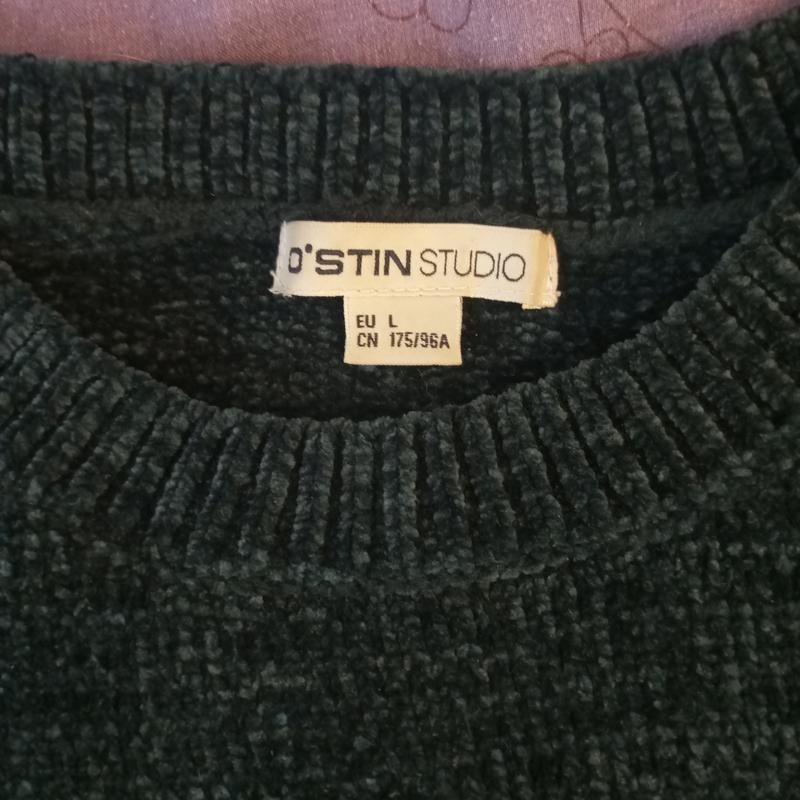 O'STIN STUDIO
EU L
CN 175/96A